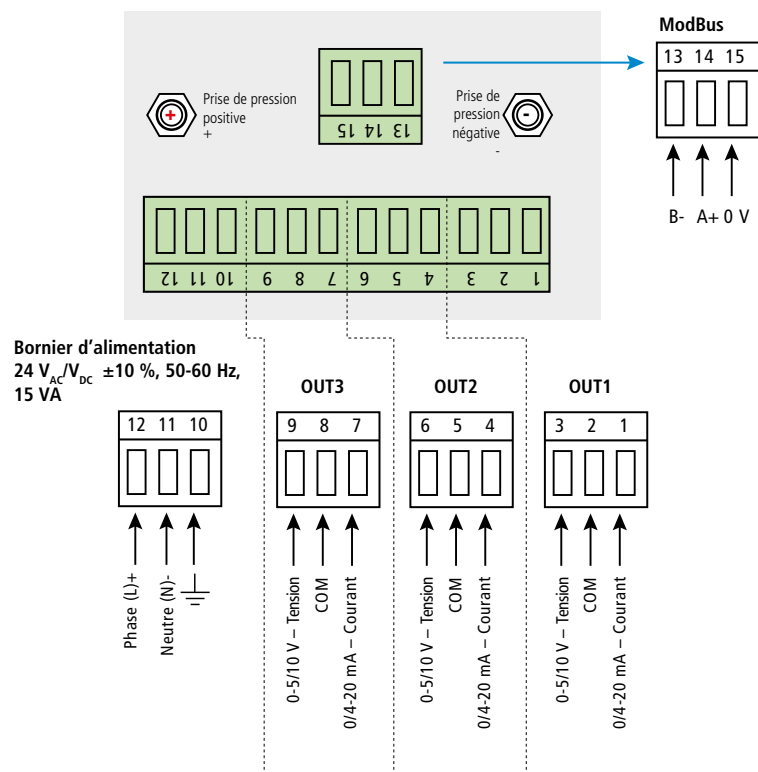 ModBus
13 14 15
B- A+ 0 V
Prise de pression
positive
+
+
15 14 13
Prise de
pression
négative
-
-
12 11 10 9 8 7 6 5 4 3 2 1
Bornier d’alimentation
24 VAC/VDC ±10 %, 50-60 Hz,
15 VA
12 11 10
Phase (L)+
Neutre (N)-
OUT3
9 8 7
0-5/10 V – Tension
COM
0/4-20 mA – Courant
OUT2
6 5 4
0-5/10 V – Tension
COM
0/4-20 mA – Courant
OUT1
3 2 1
0-5/10 V – Tension
COM
0/4-20 mA – Courant